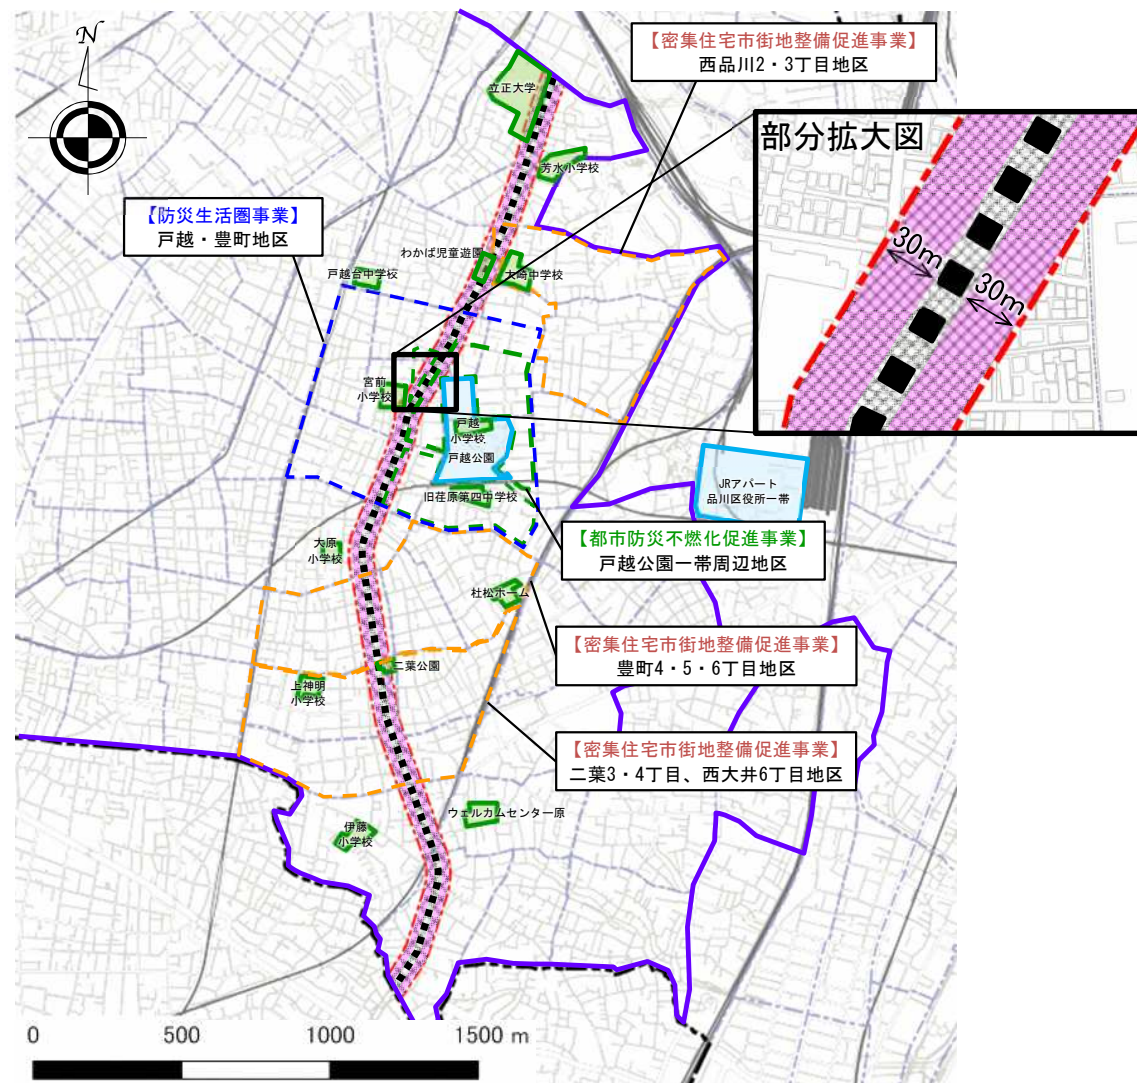 N
【密集住宅市街地整備促進事業】
西品川2・3丁目地区
立正大学
部分拡大図
芳水小学校
【防災生活圏事業】
戸越・豊町地区
わかば児童遊園
戸越台中学校
大崎中学校
30m
30m
宮前
小学校
戸越
小学校
戸越公園
JRアパート
品川区役所一帯
旧荏原第四中学校
【都市防災不燃化促進事業】
戸越公園一帯周辺地区
大原
小学校
杜松ホーム
【密集住宅市街地整備促進事業】
豊町4・5・6丁目地区
二葉公園
上神明
小学校
【密集住宅市街地整備促進事業】
二葉3・4丁目、西大井6丁目地区
ウェルカムセンター原
伊藤
小学校
0 500 1000 1500 m